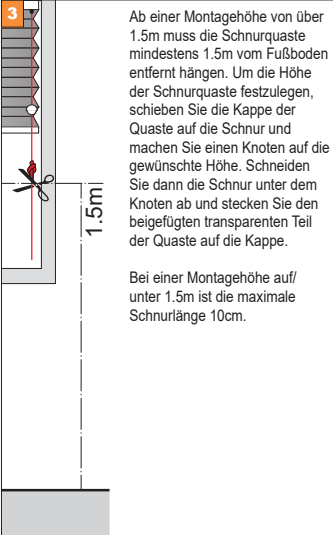 3
Ab einer Montagehöhe von über
1.5m muss die Schnurquaste
mindestens 1.5m vom Fußboden
entfernt hängen. Um die Höhe
der Schnurquaste festzulegen,
schieben Sie die Kappe der
Quaste auf die Schnur und
machen Sie einen Knoten auf die
gewünschte Höhe. Schneiden
Sie dann die Schnur unter dem
Knoten ab und stecken Sie den
beigefügten transparenten Teil
der Quaste auf die Kappe.
Bei einer Montagehöhe auf/
unter 1.5m ist die maximale
Schnurlänge 10cm.
1.5m